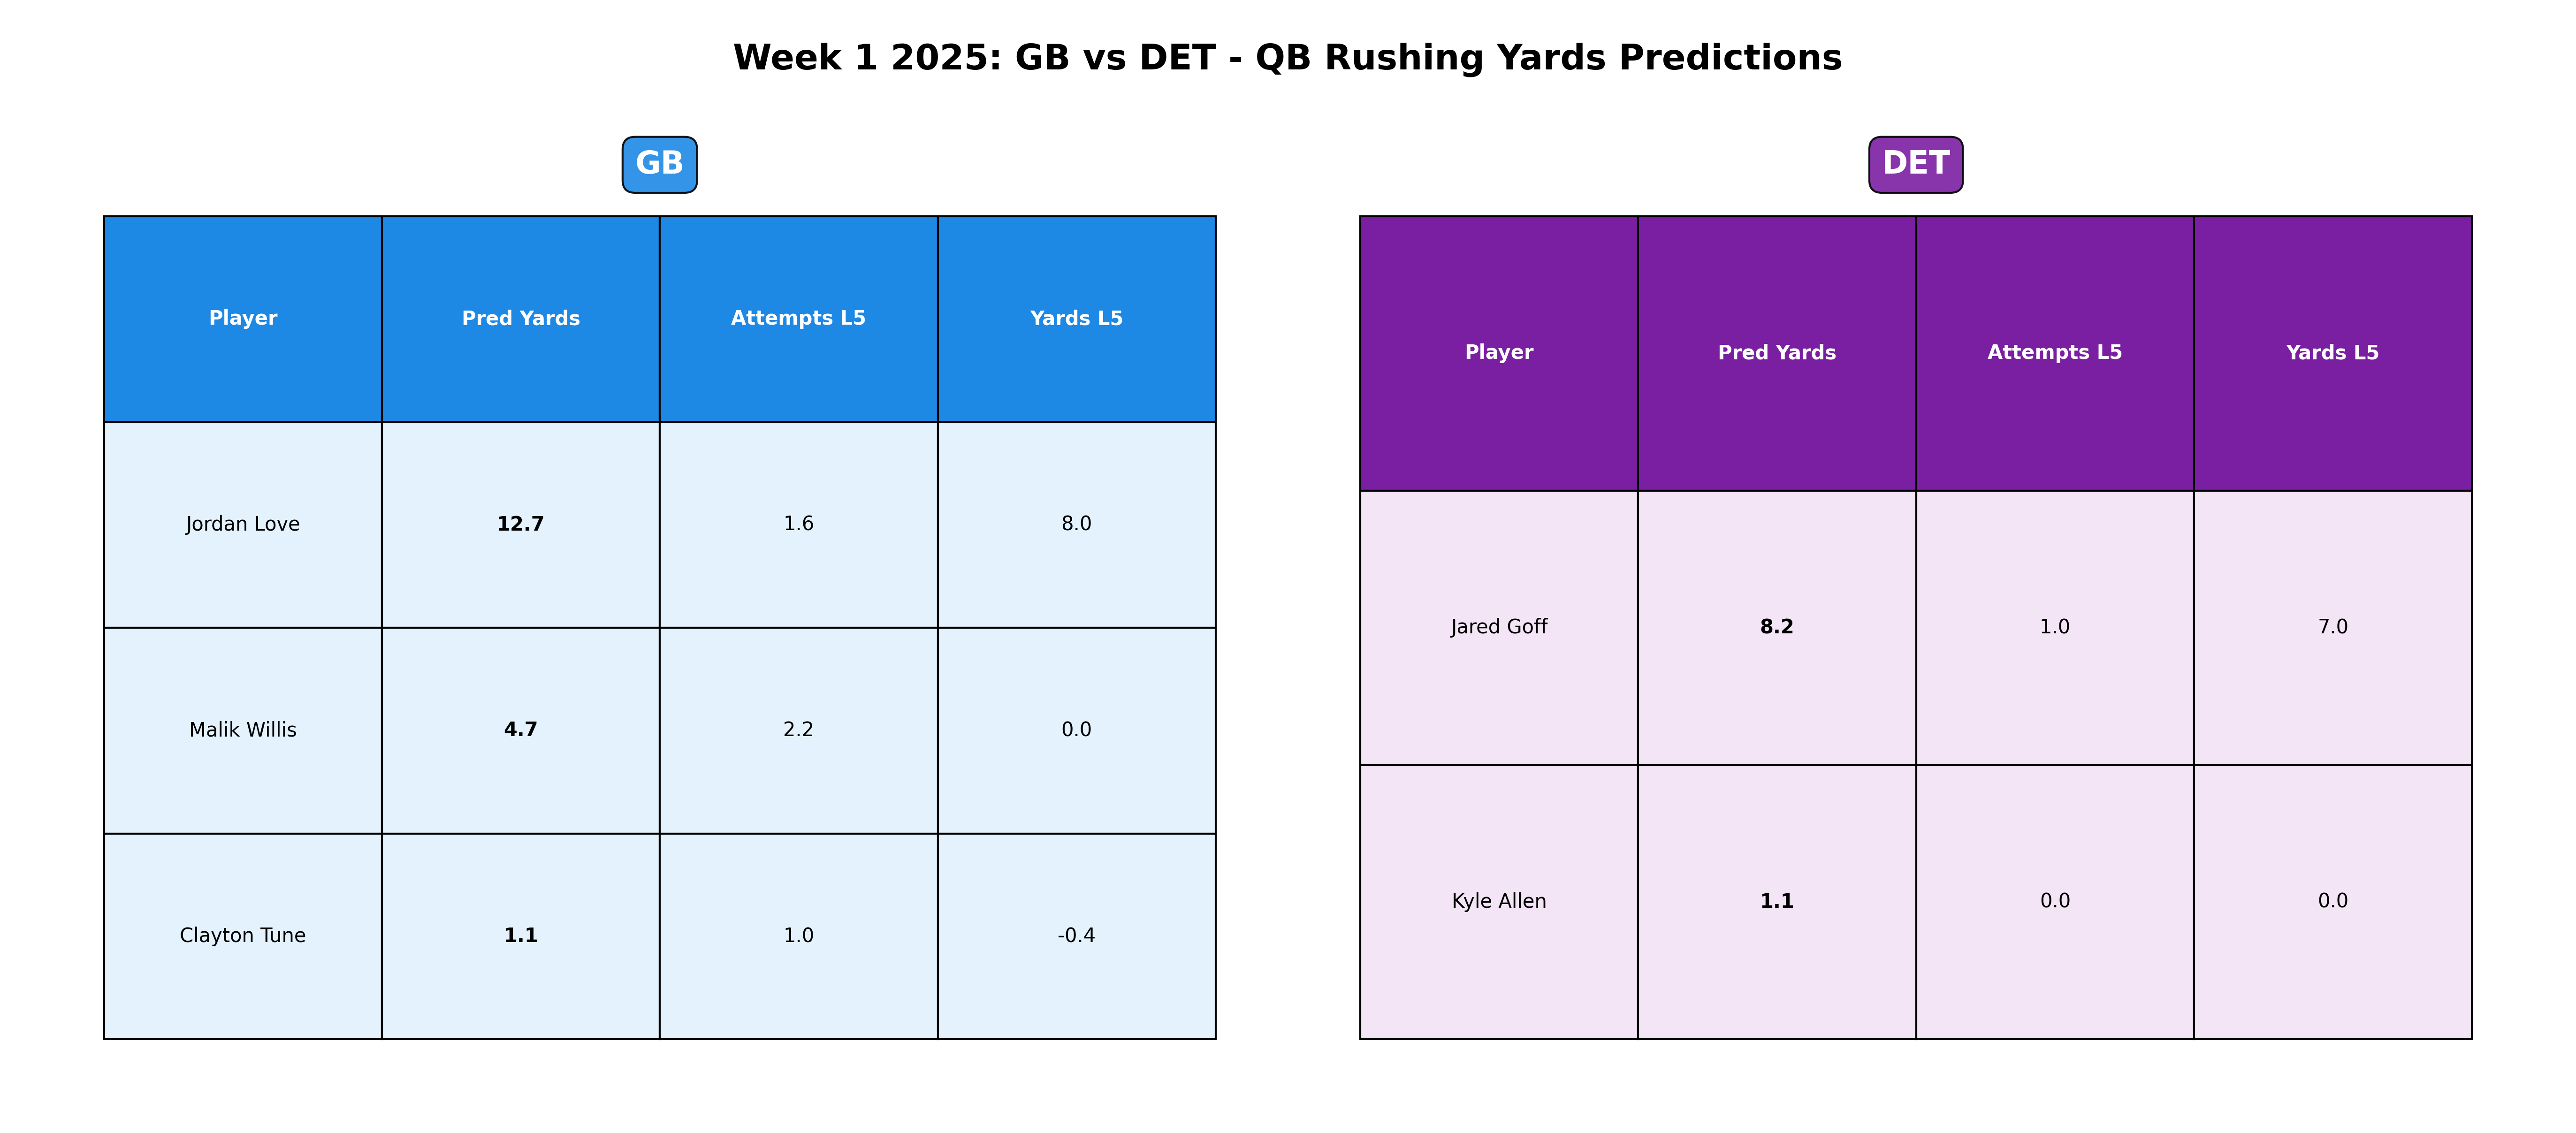 Week 1 2025: GB vs DET - QB Rushing Yards Predictions
GB
Player Pred Yards Attempts L5 Yards L5
Jordan Love 12.7 1.6 8.0
Malik Willis 4.7 2.2 0.0
Clayton Tune 1.1 1.0 -0.4
DET
Player Pred Yards Attempts L5 Yards L5
Jared Goff 8.2 1.0 7.0
Kyle Allen 1.1 0.0 0.0